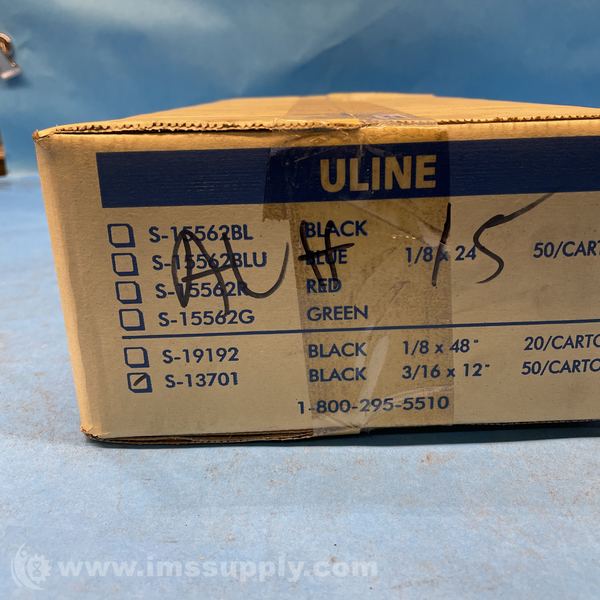 ULINE
S-15562BL BLACK
S-15562BLU BLUE 1/8 x 24" 50/CART
S-15562R RED
S-15562G GREEN
S-19192 BLACK 1/8 x 48" 20/CARTO
S-13701 BLACK 3/16 x 12" 50/CARTO
1-800-295-5510
15
www.imssupply.com